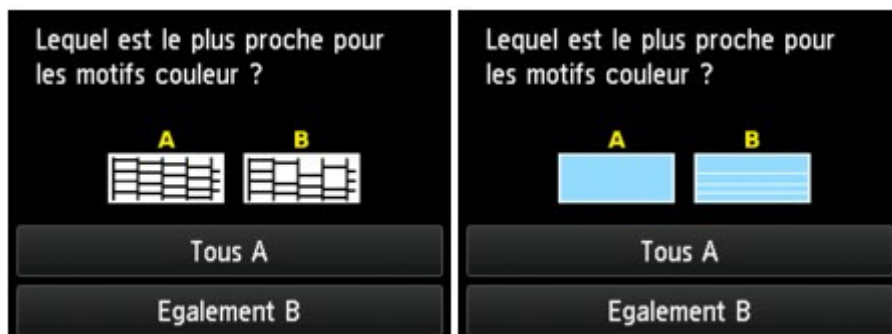 Lequel est le plus proche pour
les motifs couleur ?
A B
Tous A
Egalement B
Lequel est le plus proche pour
les motifs couleur ?
A B
Tous A
Egalement B